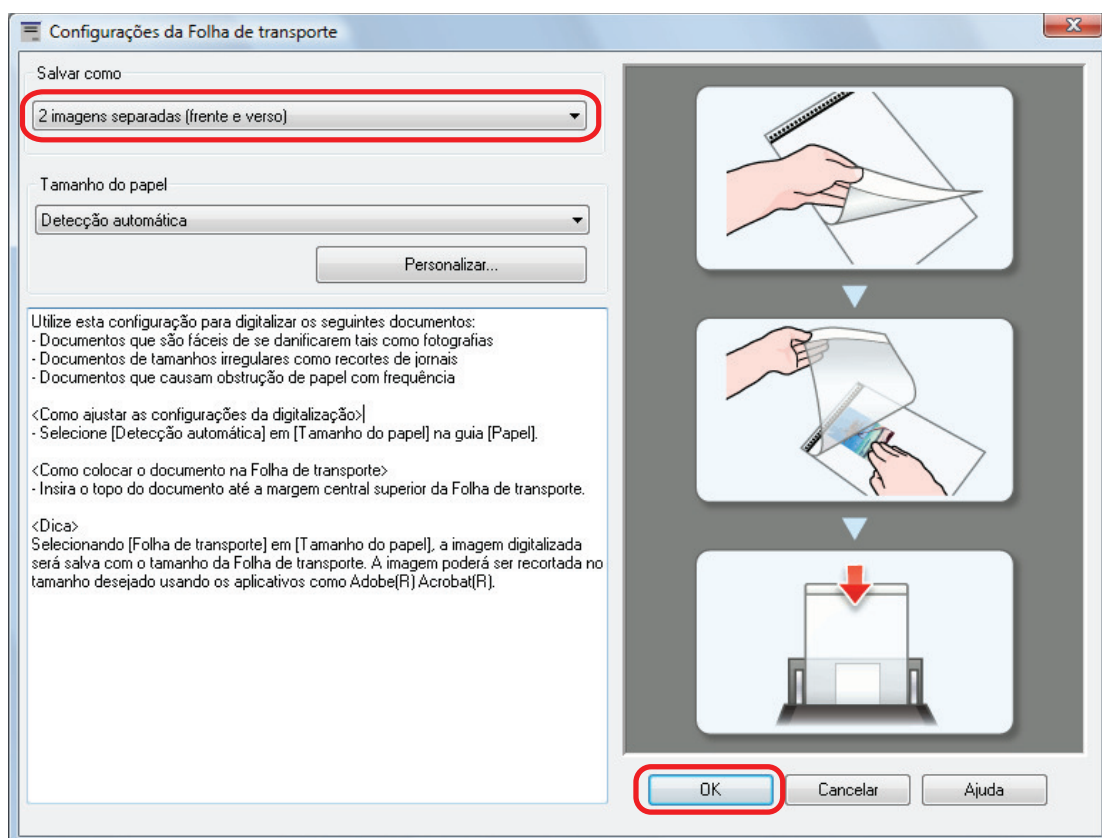 Configurações da Folha de transporte
Salvar como
2 imagens separadas (frente e verso)
Tamanho do papel
Detecção automática
Personalizar...
Utilize esta configuração para digitalizar os seguintes documentos:
- Documentos que são fáceis de se danificarem tais como fotografias
- Documentos de tamanhos irregulares como recortes de jornais
- Documentos que causam obstrução de papel com frequência
<Como ajustar as configurações da digitalização>
- Selecione [Detecção automática] em [Tamanho do papel] na guia [Papel].
<Como colocar o documento na Folha de transporte>
- Insira o topo do documento até a margem central superior da Folha de transporte.
<Dica>
Selecionando [Folha de transporte] em [Tamanho do papel], a imagem digitalizada
será salva com o tamanho da Folha de transporte. A imagem poderá ser recortada no
tamanho desejado usando os aplicativos como Adobe(R) Acrobat(R).
OK
Cancelar
Ajuda